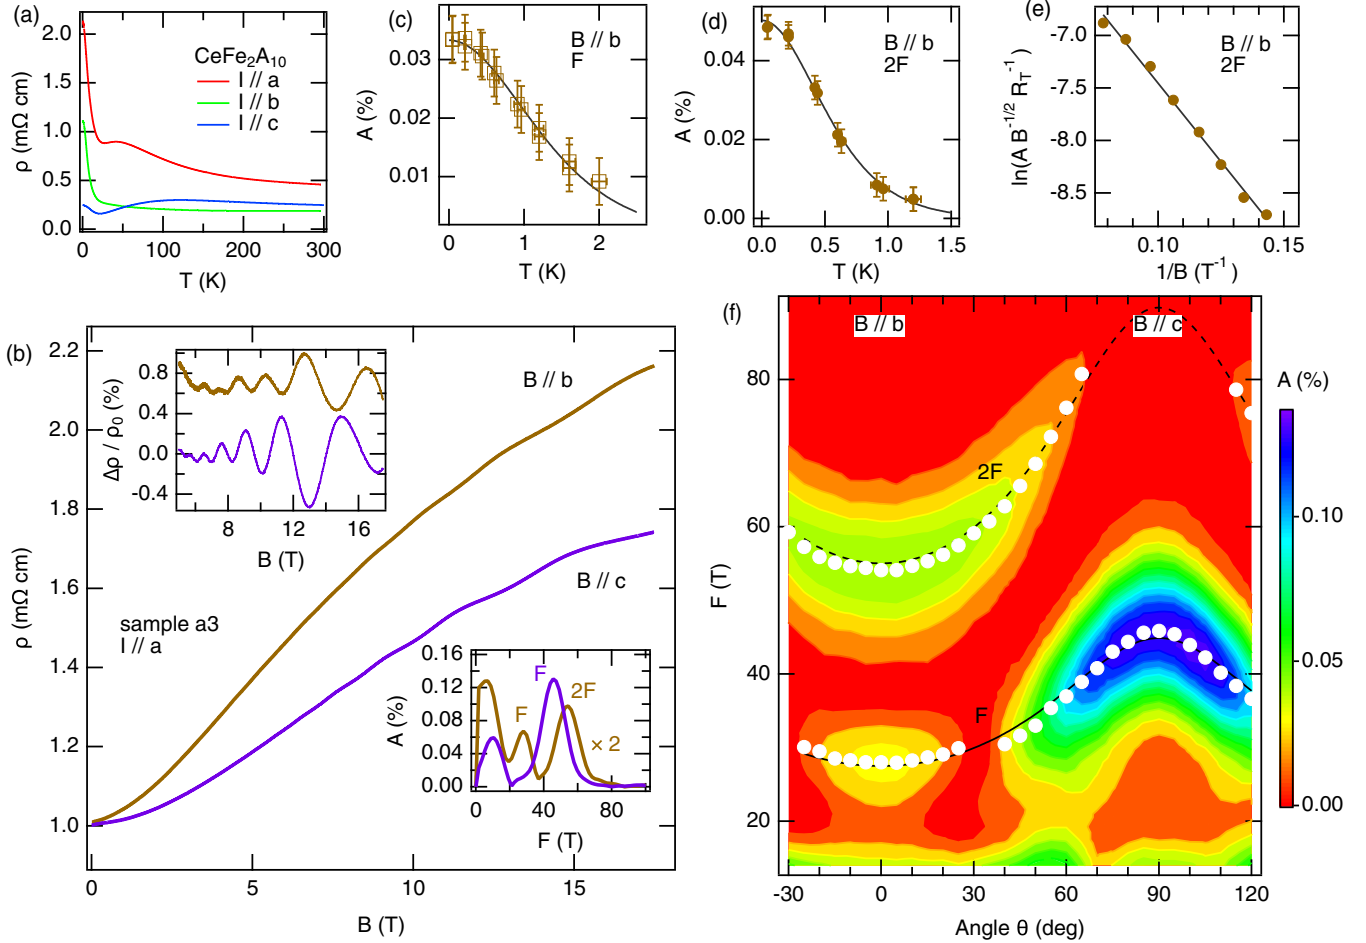 (a)
ρ (mΩ cm)
2.0
1.5
1.0
0.5
0.0
CeFe₂A₁₀
I // a
I // b
I // c
0 100 200 300
T (K)
(c)
A (%)
0.03
0.02
0.01
B // b
F
0 1 2
T (K)
(d)
A (%)
0.04
0.02
0.00
B // b
2F
0.0 0.5 1.0 1.5
T (K)
(e)
ln(A B⁻¹ᐟ² R_T⁻¹)
-7.0
-7.5
-8.0
-8.5
B // b
2F
0.10 0.15
1/B (T⁻¹)
(b)
ρ (mΩ cm)
2.2
2.0
1.8
1.6
1.4
1.2
1.0
Δρ / ρ₀ (%)
0.8
0.4
0.0
-0.4
8 12 16
B (T)
B // b
B // c
sample a3
I // a
A (%)
0.16
0.12
0.08
0.04
0.00
F
2F
F
× 2
0 40 80
F (T)
0 5 10 15
B (T)
(f)
B // b B // c
F (T)
80
60
40
20
2F
F
-30 0 30 60 90 120
Angle θ (deg)
A (%)
0.10
0.05
0.00